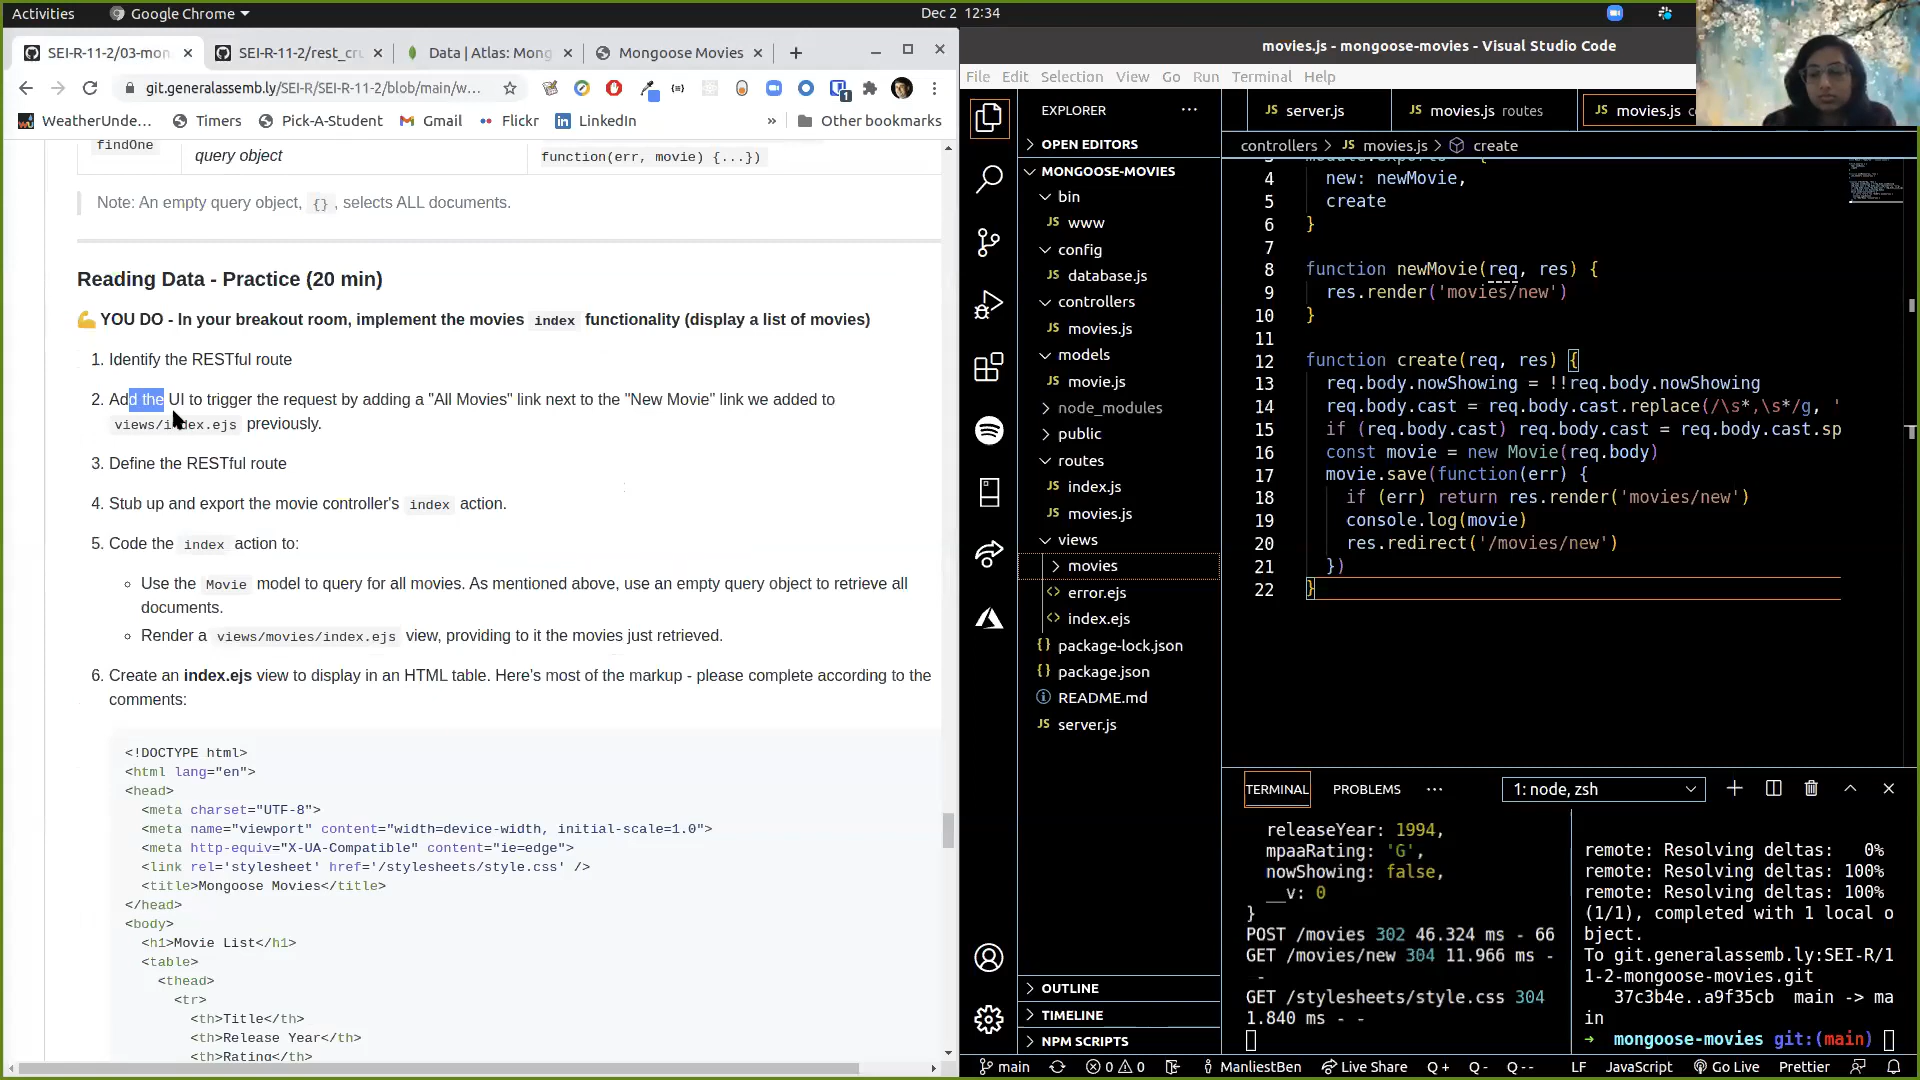 Activities Google Chrome Dec 2 12:34
SEI-R-11-2/03-mon SEI-R-11-2/rest_cru Data | Atlas: Mong Mongoose Movies
git.generalassemb.ly/SEI-R/SEI-R-11-2/blob/main/w...
WeatherUnde... Timers Pick-A-Student Gmail Flickr LinkedIn » Other bookmarks
findOne query object function(err, movie) {...})
Note: An empty query object, {} , selects ALL documents.
Reading Data - Practice (20 min)
💪 YOU DO - In your breakout room, implement the movies index functionality (display a list of movies)
1. Identify the RESTful route
2. Add the UI to trigger the request by adding a "All Movies" link next to the "New Movie" link we added to
views/index.ejs previously.
3. Define the RESTful route
4. Stub up and export the movie controller's index action.
5. Code the index action to:
Use the Movie model to query for all movies. As mentioned above, use an empty query object to retrieve all
documents.
Render a views/movies/index.ejs view, providing to it the movies just retrieved.
6. Create an index.ejs view to display in an HTML table. Here's most of the markup - please complete according to the
comments:
<!DOCTYPE html>
<html lang="en">
<head>
<meta charset="UTF-8">
<meta name="viewport" content="width=device-width, initial-scale=1.0">
<meta http-equiv="X-UA-Compatible" content="ie=edge">
<link rel='stylesheet' href='/stylesheets/style.css' />
<title>Mongoose Movies</title>
</head>
<body>
<h1>Movie List</h1>
<table>
<thead>
<tr>
<th>Title</th>
<th>Release Year</th>
<th>Rating</th>
movies.js - mongoose-movies - Visual Studio Code
File Edit Selection View Go Run Terminal Help
EXPLORER
OPEN EDITORS
MONGOOSE-MOVIES
bin
JS www
config
JS database.js
controllers
JS movies.js
models
JS movie.js
node_modules
public
routes
JS index.js
JS movies.js
views
movies
<> error.ejs
<> index.ejs
{} package-lock.json
{} package.json
README.md
JS server.js
OUTLINE
TIMELINE
NPM SCRIPTS
JS server.js JS movies.js routes JS movies.js
controllers > JS movies.js > create
4 new: newMovie,
5 create
6 }
7
8 function newMovie(req, res) {
9 res.render('movies/new')
10 }
11
12 function create(req, res) {
13 req.body.nowShowing = !!req.body.nowShowing
14 req.body.cast = req.body.cast.replace(/\s*,\s*/g, '
15 if (req.body.cast) req.body.cast = req.body.cast.sp
16 const movie = new Movie(req.body)
17 movie.save(function(err) {
18 if (err) return res.render('movies/new')
19 console.log(movie)
20 res.redirect('/movies/new')
21 })
22 }
TERMINAL PROBLEMS ··· 1: node, zsh
releaseYear: 1994,
mpaaRating: 'G',
nowShowing: false,
__v: 0
}
POST /movies 302 46.324 ms - 66
GET /movies/new 304 11.966 ms -
-
GET /stylesheets/style.css 304
1.840 ms - -
remote: Resolving deltas: 0%
remote: Resolving deltas: 100%
remote: Resolving deltas: 100%
(1/1), completed with 1 local o
bject.
To git.generalassemb.ly:SEI-R/1
1-2-mongoose-movies.git
37c3b4e..a9f35cb main -> ma
in
➜ mongoose-movies git:(main)
main 0 0 ManliestBen Live Share Q+ Q- Q-- LF JavaScript Go Live Prettier